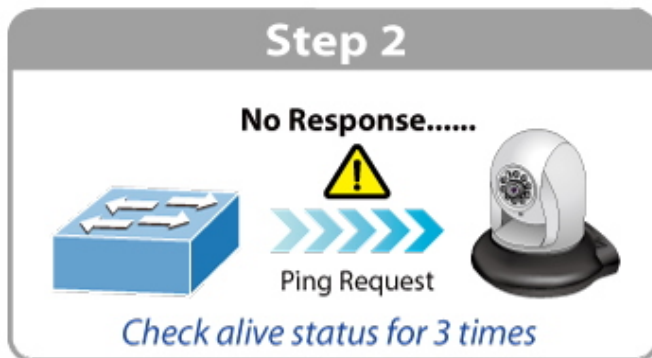 Step 2
No Response......
Ping Request
Check alive status for 3 times